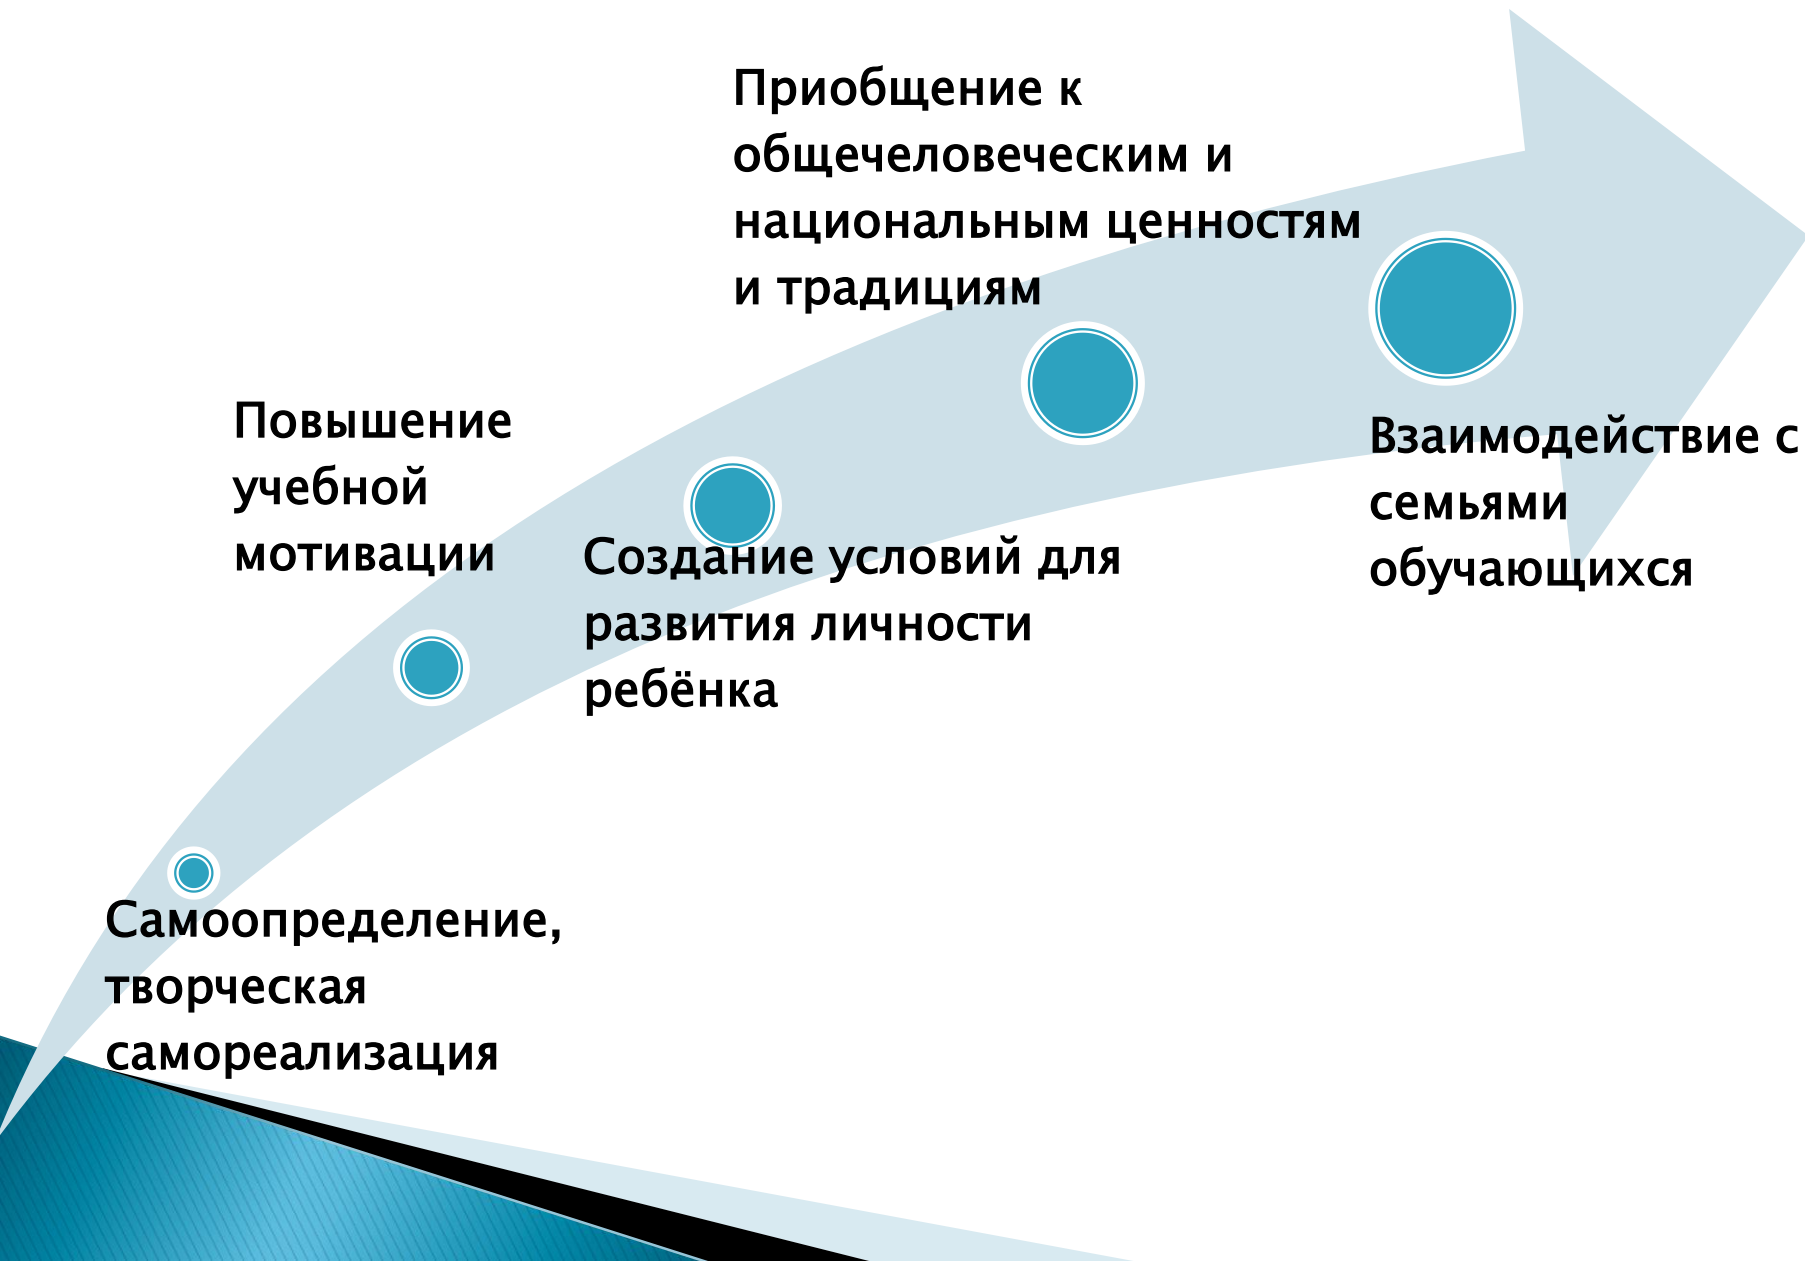 Приобщение к
общечеловеческим и
национальным ценностям
и традициям
Повышение
учебной
мотивации
Взаимодействие с
семьями
обучающихся
Создание условий для
развития личности
ребёнка
Самоопределение,
творческая
самореализация